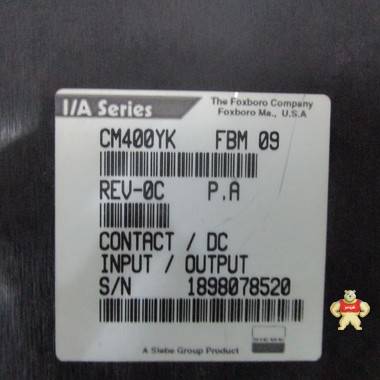 I/A Series
The Foxboro Company
Foxboro Ma., U.S.A
CM400YK FBM 09
REV-0C P.A
CONTACT / DC
INPUT / OUTPUT
S/N 1898078520
A Siebe Group Product